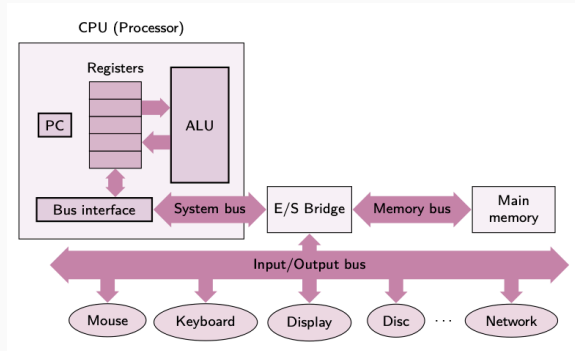 CPU (Processor)
Registers
PC
ALU
Bus interface
System bus
E/S Bridge
Memory bus
Main
memory
Input/Output bus
Mouse
Keyboard
Display
Disc
· · ·
Network